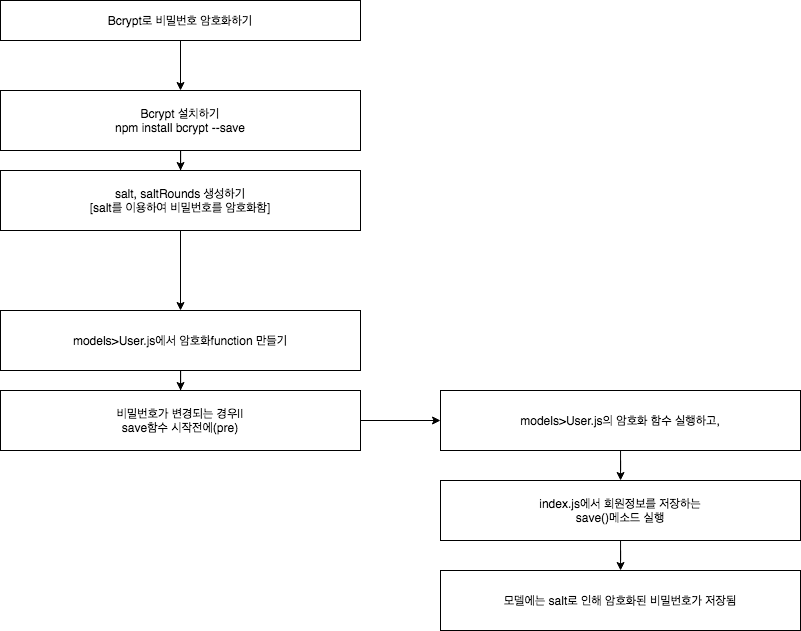 Bcrypt로 비밀번호 암호화하기
Bcrypt 설치하기
npm install bcrypt --save
salt, saltRounds 생성하기
[salt를 이용하여 비밀번호를 암호화함]
models>User.js에서 암호화function 만들기
비밀번호가 변경되는 경우||
save함수 시작전에(pre)
models>User.js의 암호화 함수 실행하고,
index.js에서 회원정보를 저장하는
save()메소드 실행
모델에는 salt로 인해 암호화된 비밀번호가 저장됨